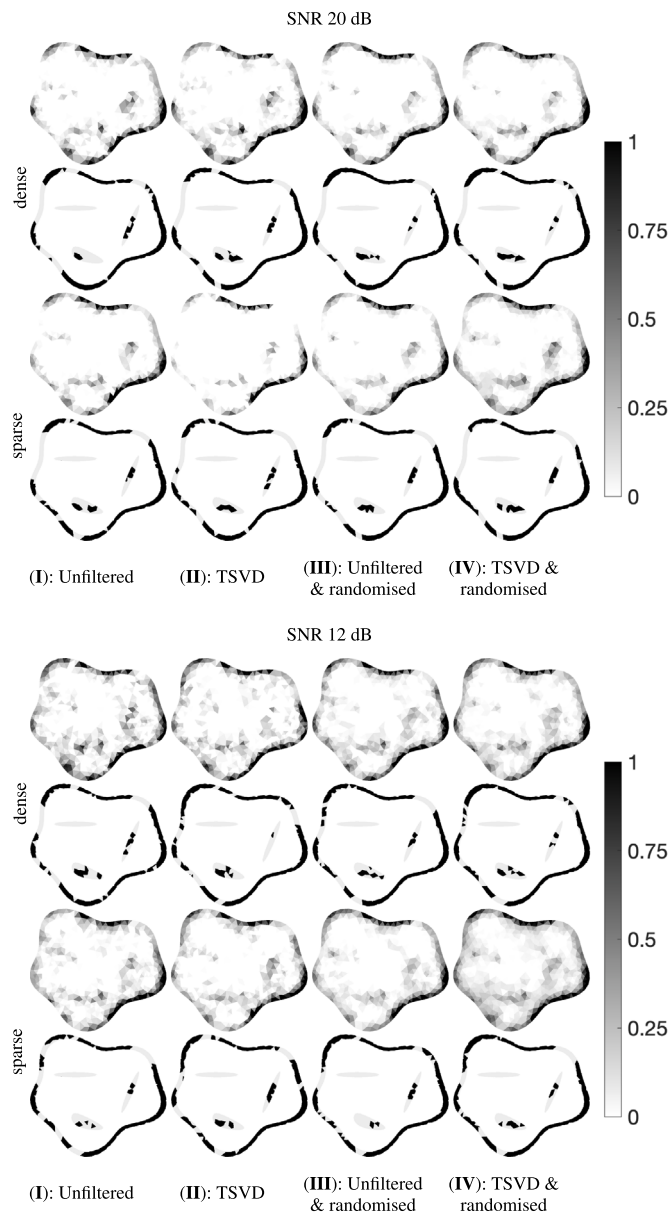 SNR 20 dB
dense
sparse
1
0.75
0.5
0.25
0
(I): Unfiltered
(II): TSVD
(III): Unfiltered
& randomised
(IV): TSVD &
randomised
SNR 12 dB
dense
sparse
1
0.75
0.5
0.25
0
(I): Unfiltered
(II): TSVD
(III): Unfiltered
& randomised
(IV): TSVD &
randomised